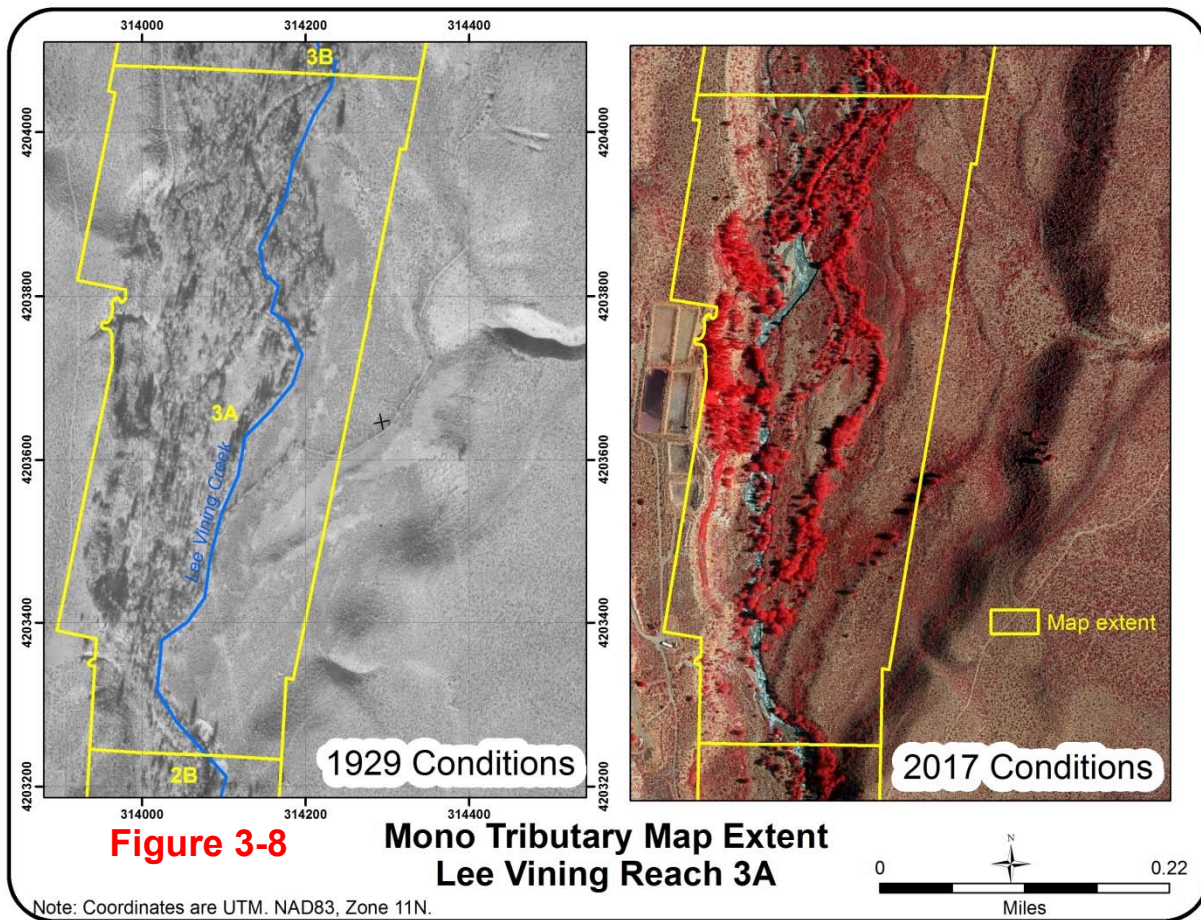 314000
314200
314400
3B
4204000
4203800
4203600
4203400
4203200
3A
Lee Vining Creek
2B
1929 Conditions
4204000
4203800
4203600
4203400
4203200
Map extent
2017 Conditions
314000
314200
314400
Figure 3-8
Mono Tributary Map Extent
Lee Vining Reach 3A
N
0
0.22
Miles
Note: Coordinates are UTM. NAD83, Zone 11N.